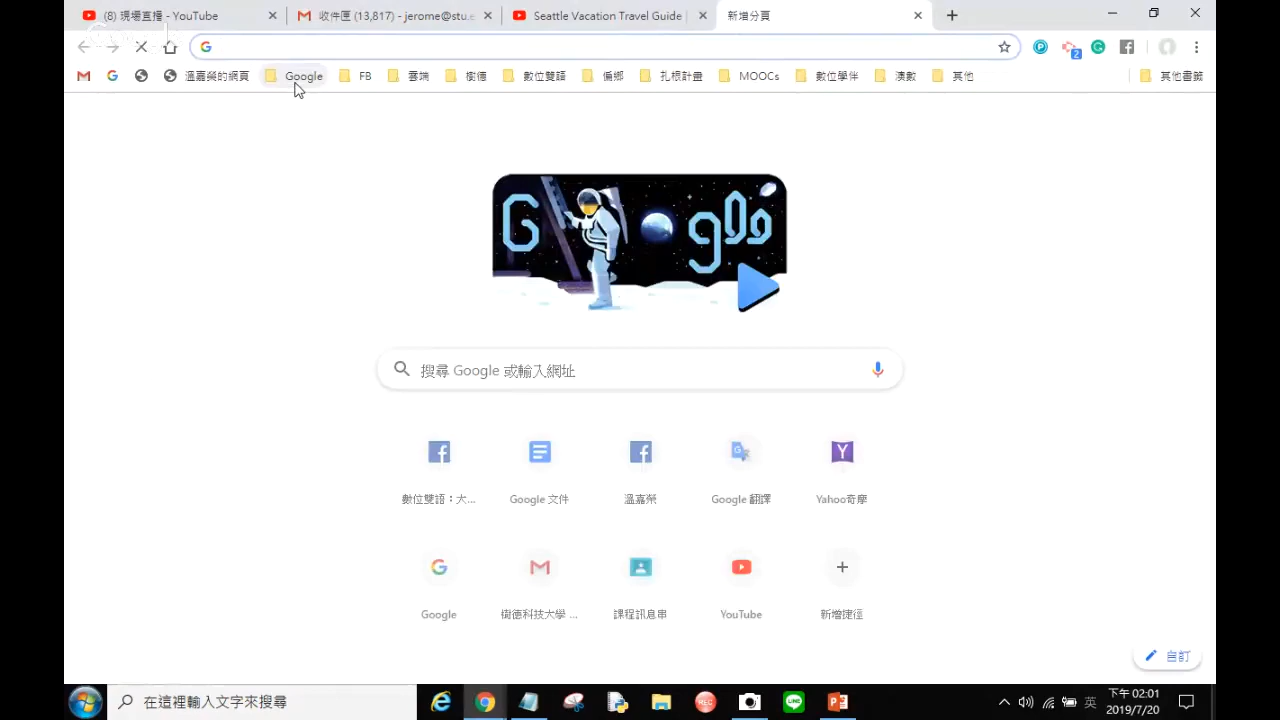 (8) 現場直播 - YouTube
收件匣 (13,817) - jerome@stu.e
Seattle Vacation Travel Guide |
新增分頁
溫嘉榮的網頁
Google
FB
雲端
樹德
數位雙語
偏鄉
扎根計畫
MOOCs
數位學伴
演數
其他
其他書籤
搜尋 Google 或輸入網址
數位雙語：大...
Google 文件
溫嘉榮
Google 翻譯
Yahoo奇摩
Google
樹德科技大學 ...
課程訊息串
YouTube
新增捷徑
自訂
在這裡輸入文字來搜尋
英
下午 02:01
2019/7/20